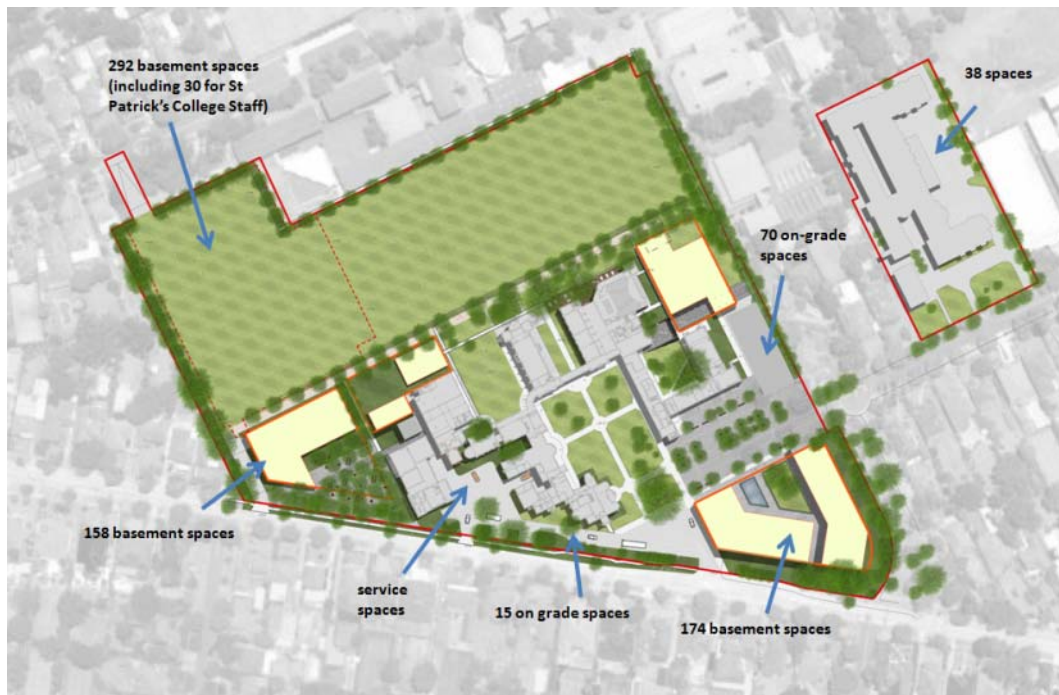 292 basement spaces
(including 30 for St
Patrick's College Staff)
38 spaces
70 on-grade
spaces
158 basement spaces
service
spaces
15 on grade spaces
174 basement spaces